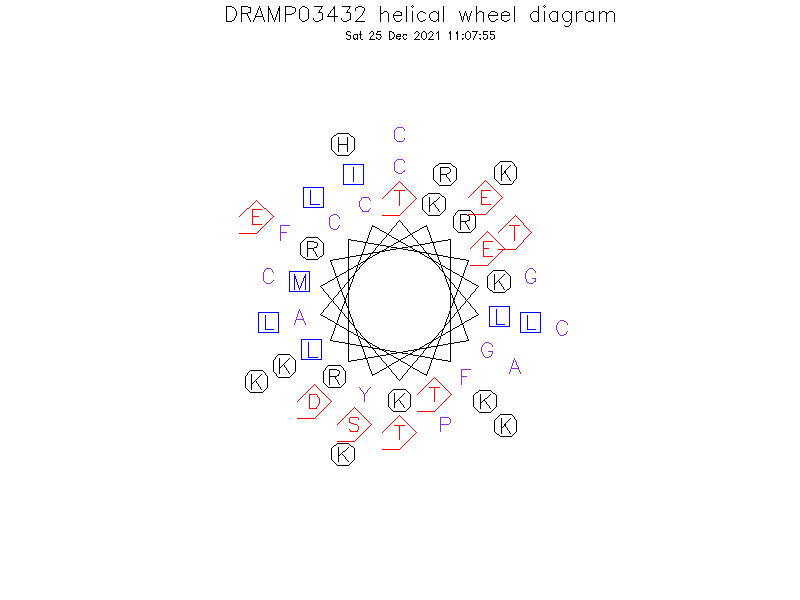 DRAMP03432 helical wheel diagram
Sat 25 Dec 2021 11:07:55
C
H
C
I R K
L T E
C K
E C R T
F R E
C M K G
L A L L C
L G
K K R F A
D Y K T K
S T P K
K